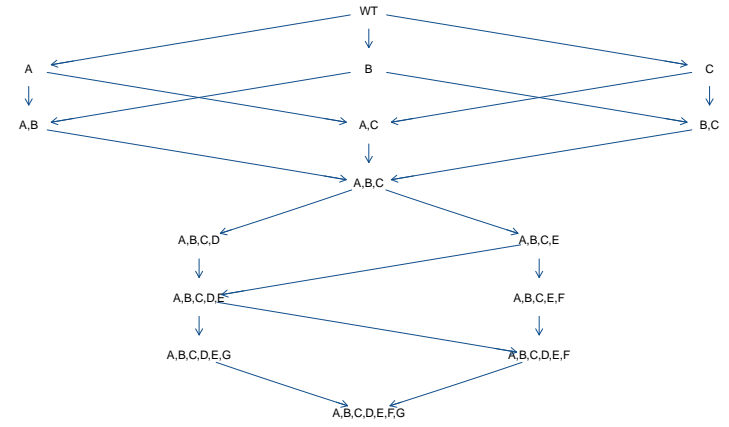 WT
A
B
C
A,B
A,C
B,C
A,B,C
A,B,C,D
A,B,C,E
A,B,C,D,E
A,B,C,E,F
A,B,C,D,E,G
A,B,C,D,E,F
A,B,C,D,E,F,G